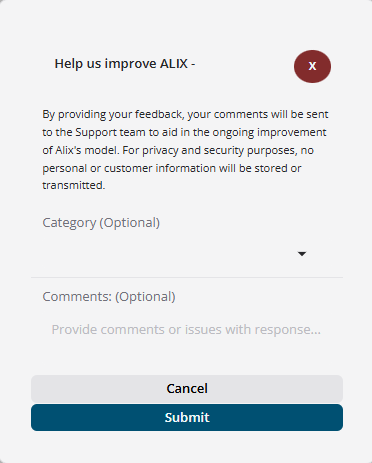 Help us improve ALIX -
X
By providing your feedback, your comments will be sent
to the Support team to aid in the ongoing improvement
of Alix's model. For privacy and security purposes, no
personal or customer information will be stored or
transmitted.
Category (Optional)
Comments: (Optional)
Provide comments or issues with response...
Cancel
Submit